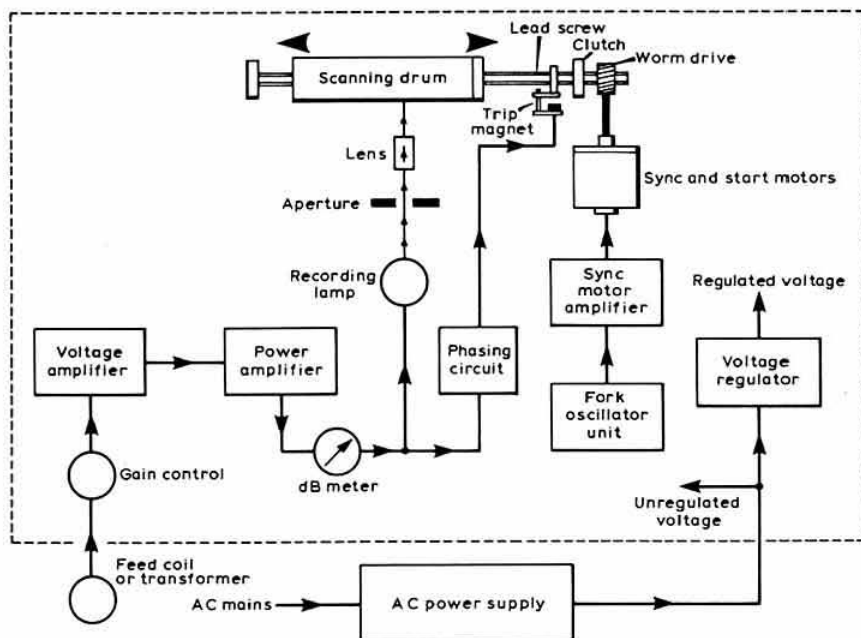 Lead screw
Clutch
Scanning drum
Worm drive
Trip
magnet
Lens
Sync and start motors
Aperture
Recording
lamp
Sync
motor
amplifier
Regulated voltage
Voltage
amplifier
Power
amplifier
Phasing
circuit
Voltage
regulator
Fork
oscillator
unit
Gain control
dB meter
Unregulated
voltage
Feed coil
or transformer
AC mains
AC power supply